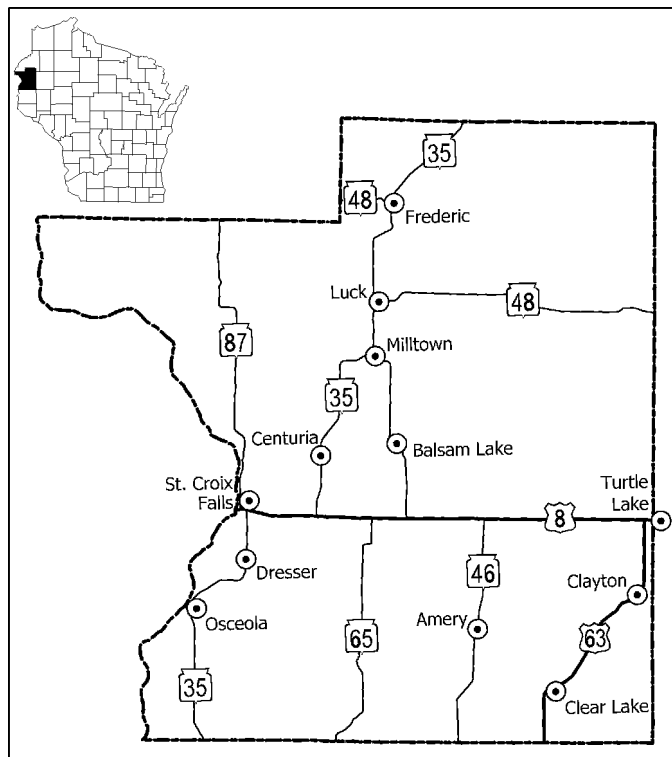 35
48
Frederic
Luck
48
87
Milltown
35
Centuria
Balsam Lake
St. Croix
Falls
Turtle
Lake
8
Dresser
46
Clayton
Osceola
Amery
65
63
35
Clear Lake